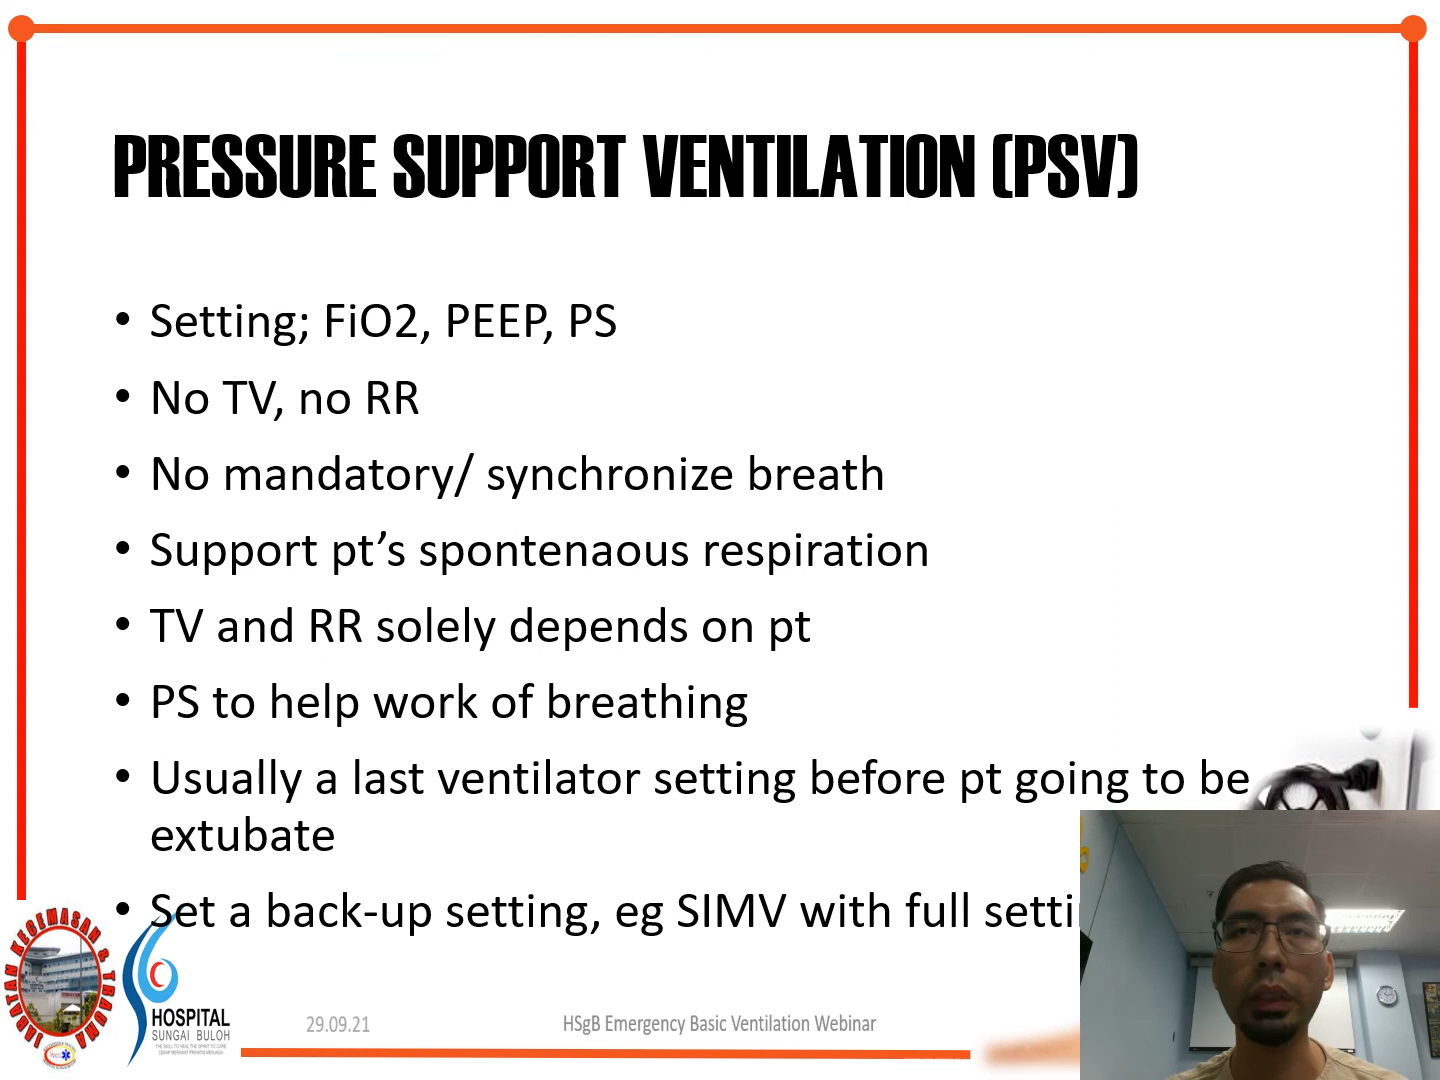 PRESSURE SUPPORT VENTILATION (PSV)
• Setting; FiO2, PEEP, PS
• No TV, no RR
• No mandatory/ synchronize breath
• Support pt’s spontenaous respiration
• TV and RR solely depends on pt
• PS to help work of breathing
• Usually a last ventilator setting before pt going to be
extubate
• Set a back-up setting, eg SIMV with full
JABATAN KECEMASAN & TRAUMA
HOSPITAL
SUNGAI BULOH
29.09.21
HSgB Emergency Basic Ventilation Webinar